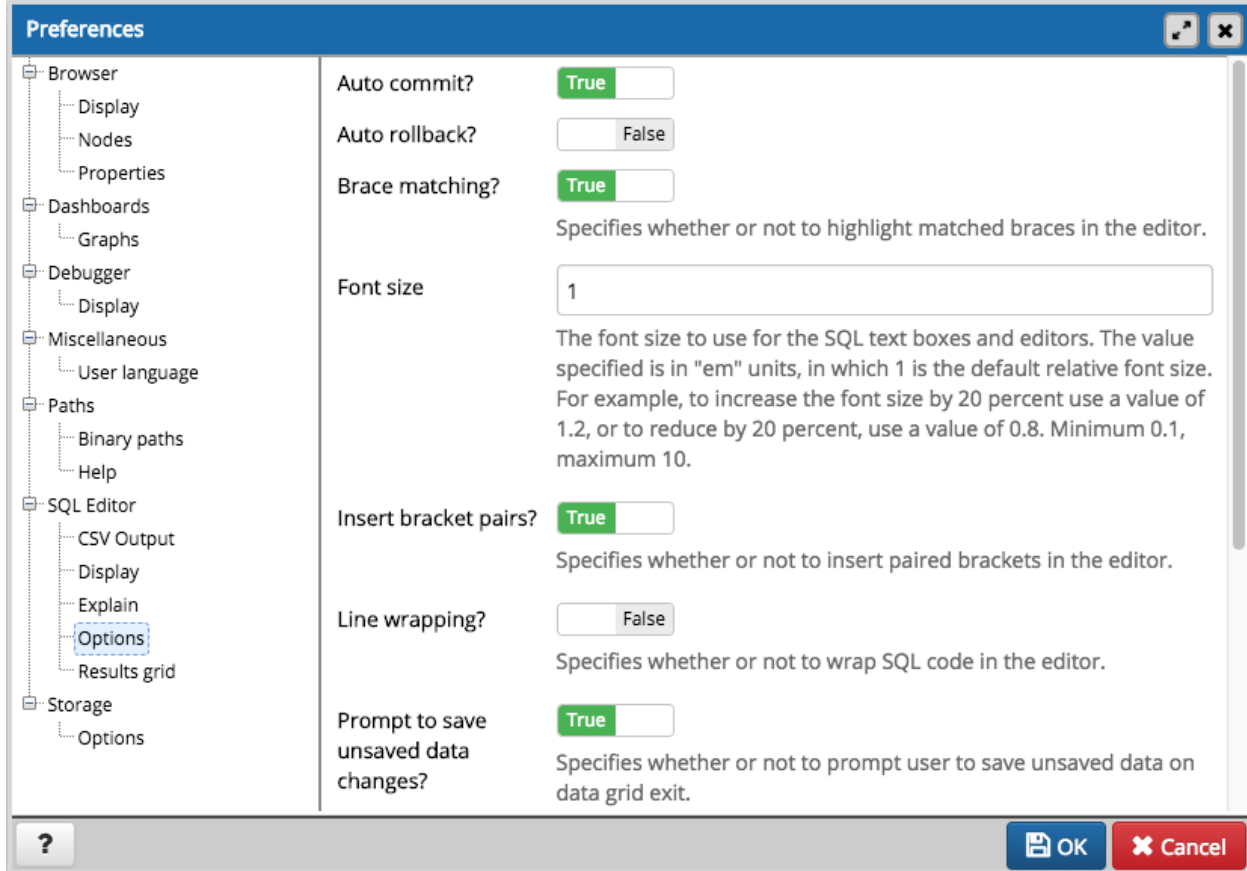 Preferences
Browser
Display
Nodes
Properties
Dashboards
Graphs
Debugger
Display
Miscellaneous
User language
Paths
Binary paths
Help
SQL Editor
CSV Output
Display
Explain
Options
Results grid
Storage
Options
Auto commit?
True
Auto rollback?
False
Brace matching?
True
Specifies whether or not to highlight matched braces in the editor.
Font size
1
The font size to use for the SQL text boxes and editors. The value
specified is in "em" units, in which 1 is the default relative font size.
For example, to increase the font size by 20 percent use a value of
1.2, or to reduce by 20 percent, use a value of 0.8. Minimum 0.1,
maximum 10.
Insert bracket pairs?
True
Specifies whether or not to insert paired brackets in the editor.
Line wrapping?
False
Specifies whether or not to wrap SQL code in the editor.
Prompt to save
unsaved data
changes?
True
Specifies whether or not to prompt user to save unsaved data on
data grid exit.
?
OK
Cancel